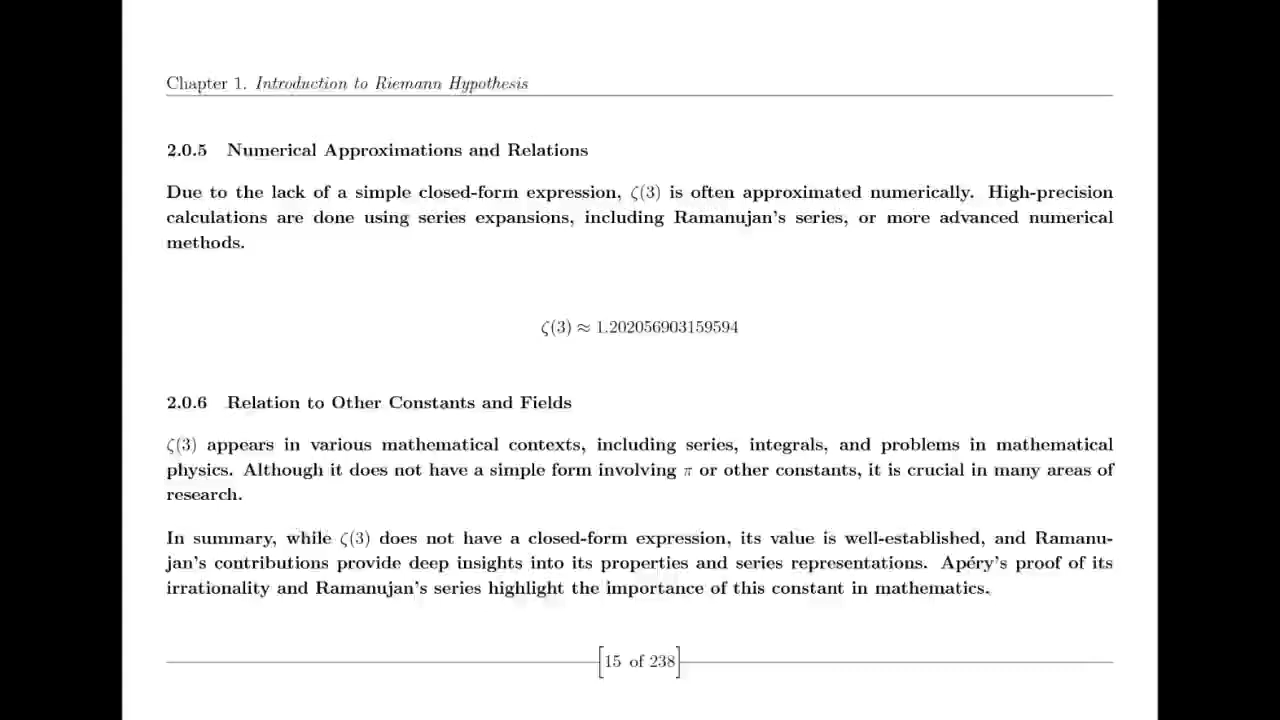 Chapter 1. Introduction to Riemann Hypothesis
2.0.5 Numerical Approximations and Relations
Due to the lack of a simple closed-form expression, ζ(3) is often approximated numerically. High-precision
calculations are done using series expansions, including Ramanujan's series, or more advanced numerical
methods.
ζ(3) ≈ 1.202056903159594
2.0.6 Relation to Other Constants and Fields
ζ(3) appears in various mathematical contexts, including series, integrals, and problems in mathematical
physics. Although it does not have a simple form involving π or other constants, it is crucial in many areas of
research.
In summary, while ζ(3) does not have a closed-form expression, its value is well-established, and Ramanu-
jan's contributions provide deep insights into its properties and series representations. Apéry's proof of its
irrationality and Ramanujan's series highlight the importance of this constant in mathematics.
[15 of 238]